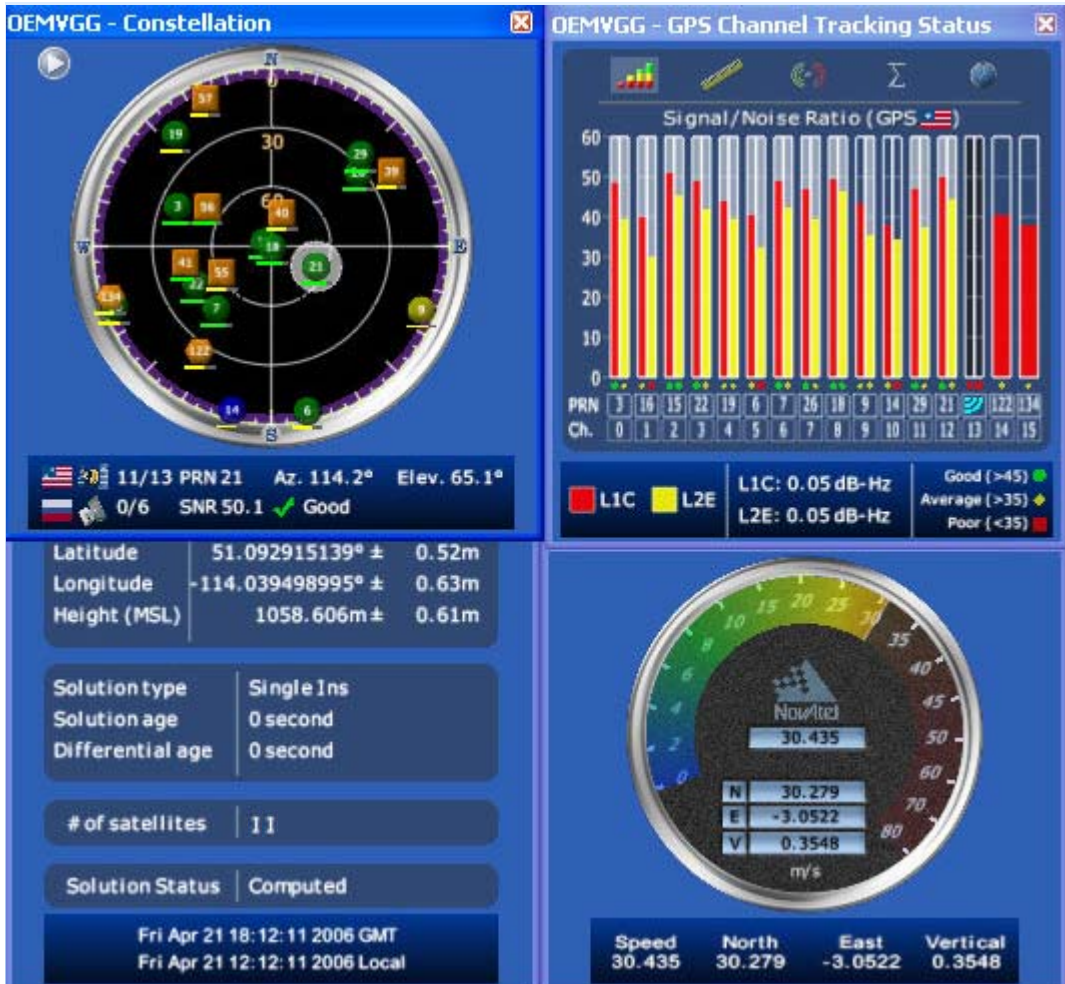 OEMVGG - Constellation
N
0
57
19
30
29
39
3
56
60
40
18
W
E
41
55
21
22
134
7
9
122
14
6
S
11/13 PRN 21 Az. 114.2° Elev. 65.1°
0/6 SNR 50.1 Good
OEMVGG - GPS Channel Tracking Status
Σ
Signal/Noise Ratio (GPS )
60
50
40
30
20
10
0
PRN 3 16 15 22 19 6 7 26 18 9 14 29 21 122 134
Ch. 0 1 2 3 4 5 6 7 8 9 10 11 12 13 14 15
L1C L2E
L1C: 0.05 dB-Hz
L2E: 0.05 dB-Hz
Good (>45)
Average (>35)
Poor (<35)
Latitude 51.092915139° ± 0.52m
Longitude -114.039498995° ± 0.63m
Height (MSL) 1058.606m ± 0.61m
Solution type Single Ins
Solution age 0 second
Differential age 0 second
# of satellites 11
Solution Status Computed
Fri Apr 21 18:12:11 2006 GMT
Fri Apr 21 12:12:11 2006 Local
0 2 4 6 8 10 15 20 25 30 35 40 45 50 60 70 80
NovAtel
30.435
N 30.279
E -3.0522
V 0.3548
m/s
Speed North East Vertical
30.435 30.279 -3.0522 0.3548